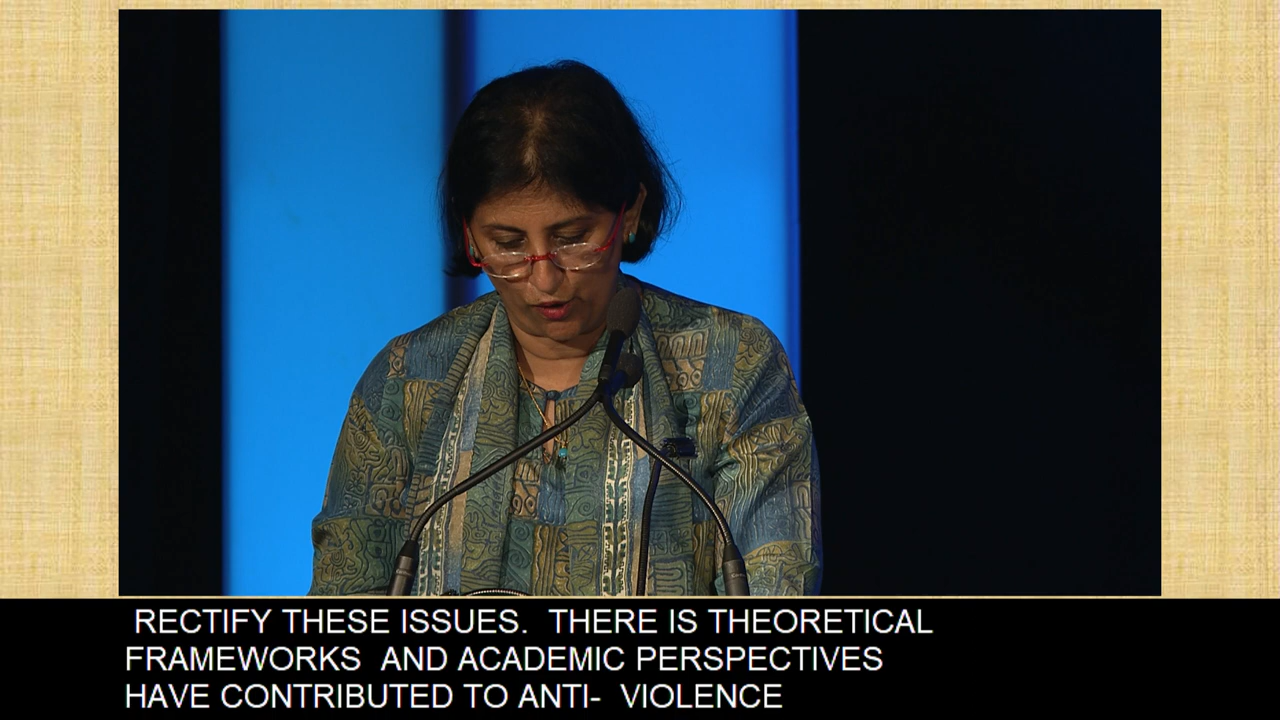 RECTIFY THESE ISSUES.  THERE IS THEORETICAL
FRAMEWORKS  AND ACADEMIC PERSPECTIVES
HAVE CONTRIBUTED TO ANTI-  VIOLENCE